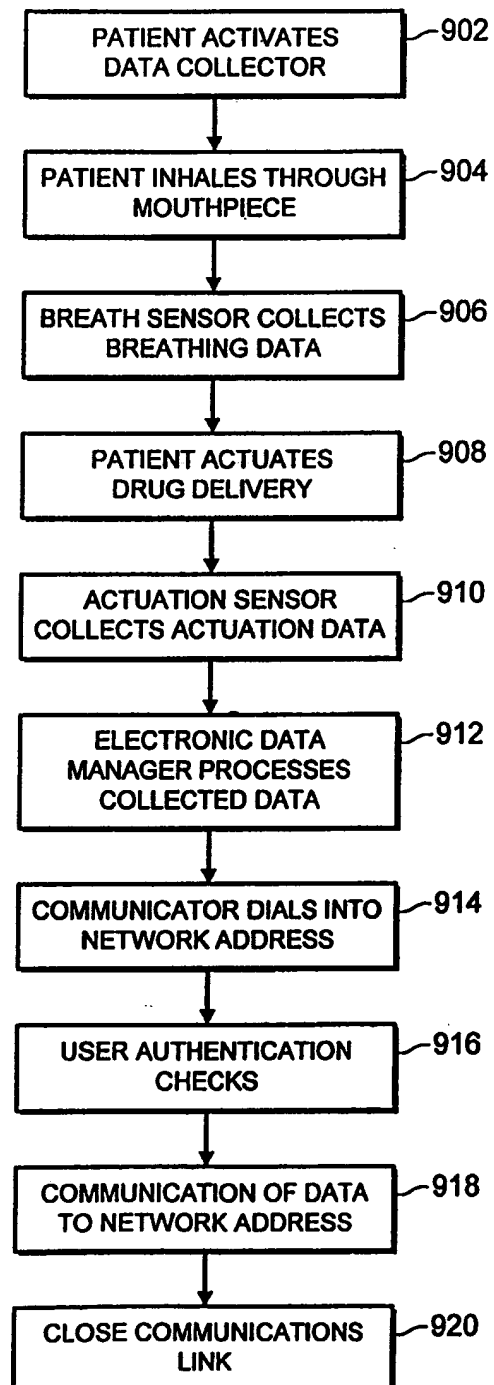 PATIENT ACTIVATES
DATA COLLECTOR
902
PATIENT INHALES THROUGH
MOUTHPIECE
904
BREATH SENSOR COLLECTS
BREATHING DATA
906
PATIENT ACTUATES
DRUG DELIVERY
908
ACTUATION SENSOR
COLLECTS ACTUATION DATA
910
ELECTRONIC DATA
MANAGER PROCESSES
COLLECTED DATA
912
COMMUNICATOR DIALS INTO
NETWORK ADDRESS
914
USER AUTHENTICATION
CHECKS
916
COMMUNICATION OF DATA
TO NETWORK ADDRESS
918
CLOSE COMMUNICATIONS
LINK
920